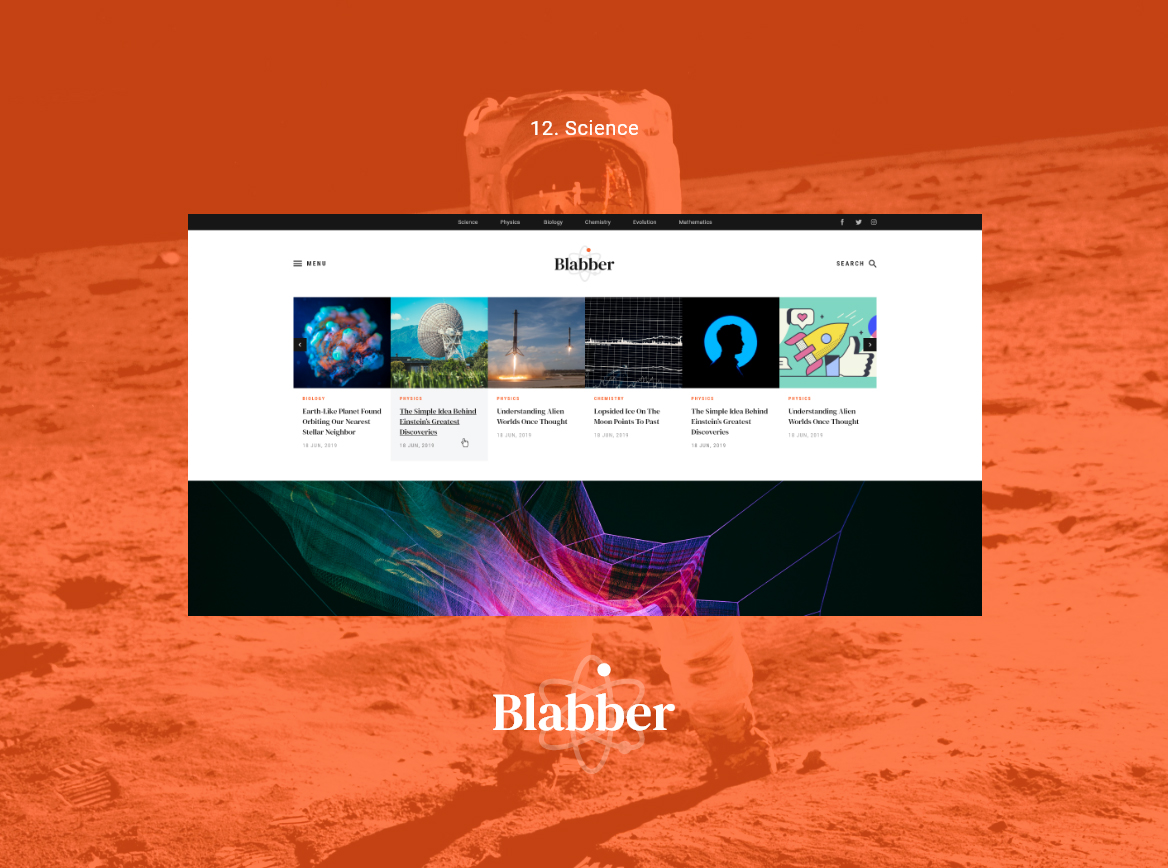 12. Science
Science Physics Biology Chemistry Evolution Mathematics
MENU
Blabber
SEARCH
BIOLOGY
Earth-Like Planet Found
Orbiting Our Nearest
Stellar Neighbor
18 JUN, 2019
PHYSICS
The Simple Idea Behind
Einstein's Greatest
Discoveries
18 JUN, 2019
PHYSICS
Understanding Alien
Worlds Once Thought
18 JUN, 2019
CHEMISTRY
Lopsided Ice On The
Moon Points To Past
18 JUN, 2019
PHYSICS
The Simple Idea Behind
Einstein's Greatest
Discoveries
18 JUN, 2019
PHYSICS
Understanding Alien
Worlds Once Thought
18 JUN, 2019
Blabber